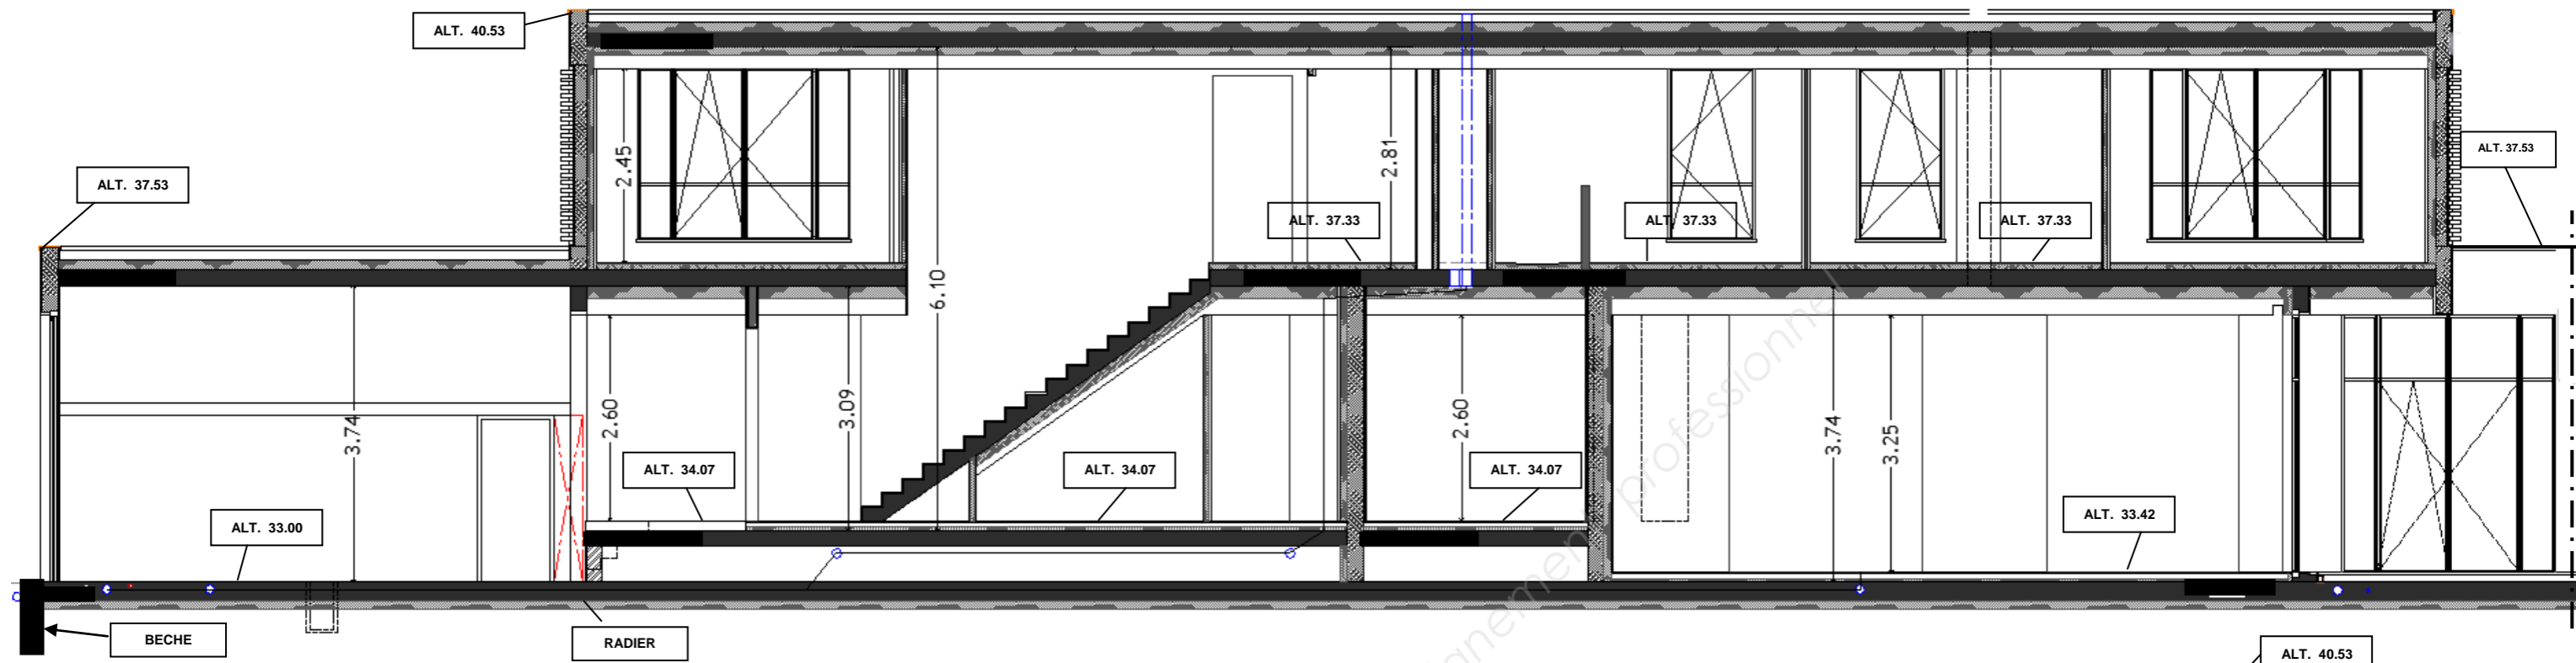 ALT. 40.53
ALT. 37.53
ALT. 37.53
2.45
2.81
ALT. 37.33
ALT. 37.33
ALT. 37.33
6.10
3.74
2.60
3.09
2.60
3.74
3.25
ALT. 34.07
ALT. 34.07
ALT. 34.07
ALT. 33.00
ALT. 33.42
BECHE
RADIER
ALT. 40.53
professionnel